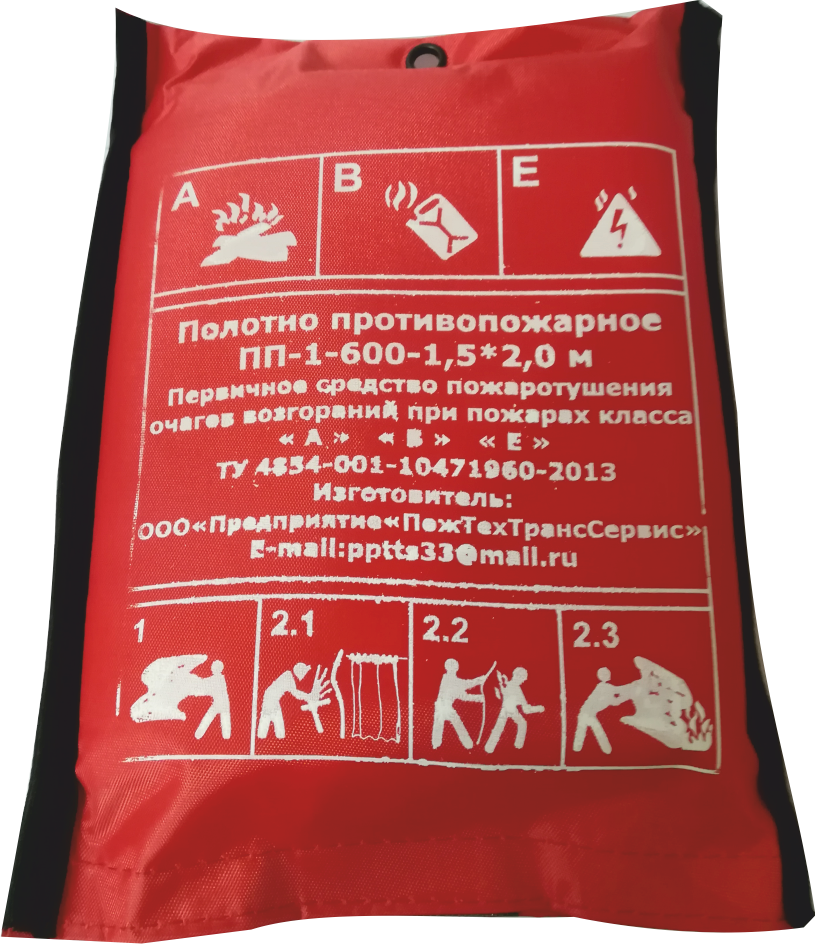 A B E
Полотно противопожарное
ПП-1-600-1,5*2,0 м
Первичное средство пожаротушения
очагов возгораний при пожарах класса
« А » « В » « Е »
ТУ 4854-001-10471960-2013
Изготовитель:
ООО«Предприятие«ПожТехТрансСервис»
E-mail:pptts33@mail.ru
1 2.1 2.2 2.3